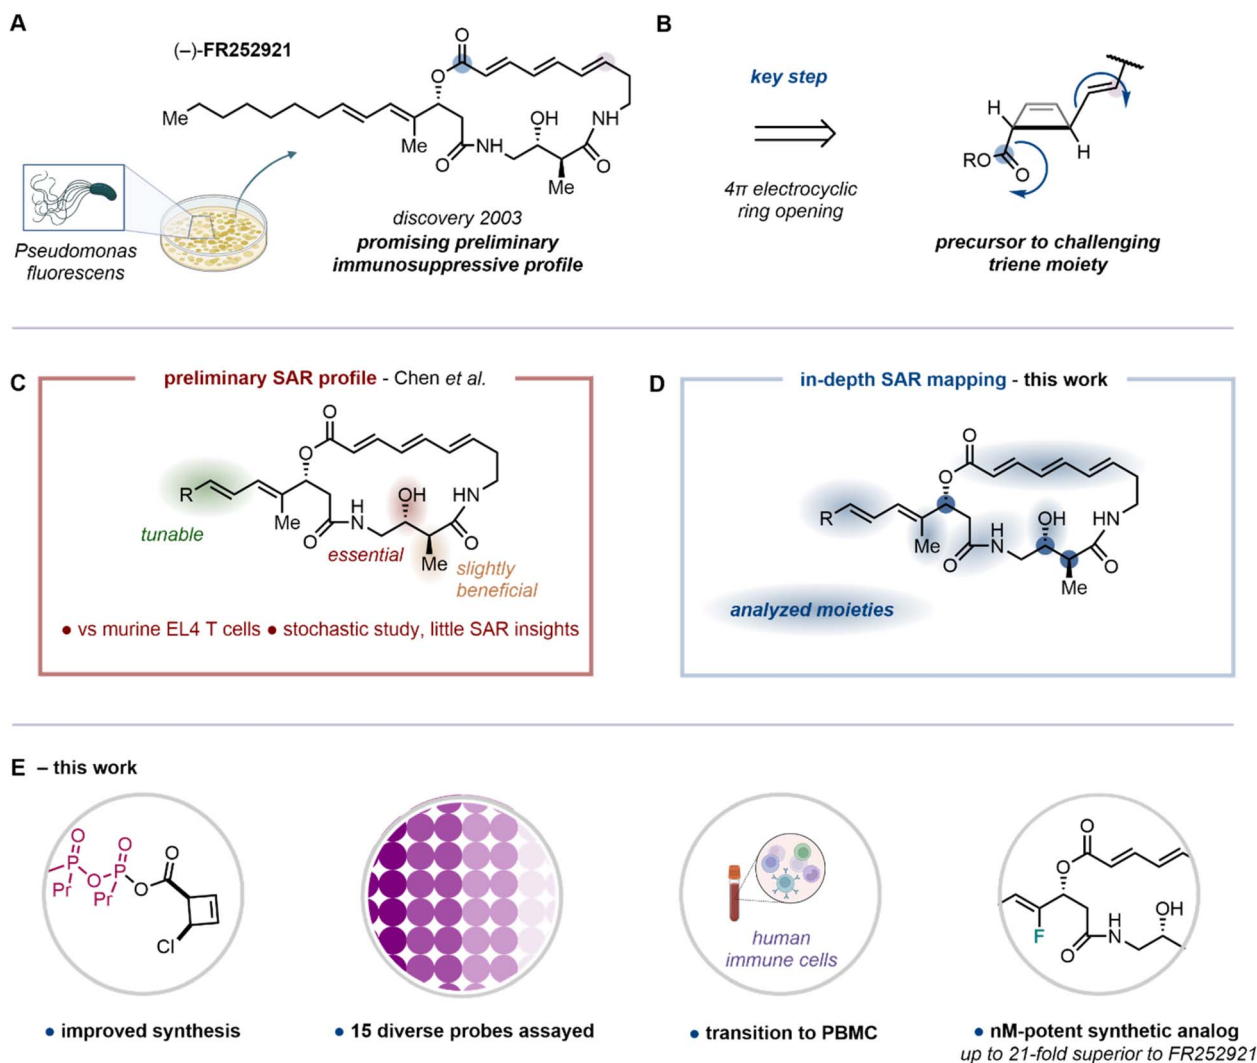 A
(–)-FR252921
O
O
Me
Me
O
NH
OH
Me
NH
O
Pseudomonas
fluorescens
discovery 2003
promising preliminary
immunosuppressive profile
B
key step
4π electrocyclic
ring opening
H
H
RO
O
precursor to challenging
triene moiety
C
preliminary SAR profile - Chen et al.
O
O
R
Me
tunable
O
H
N
OH
essential
HN
O
Me
slightly
beneficial
● vs murine EL4 T cells ● stochastic study, little SAR insights
D
in-depth SAR mapping - this work
O
O
R
Me
O
H
N
OH
HN
O
Me
analyzed moieties
E – this work
O
P
Pr
O
O
P
Pr
O
O
Cl
● improved synthesis
● 15 diverse probes assayed
human
immune cells
● transition to PBMC
O
O
F
O
H
N
OH
● nM-potent synthetic analog
up to 21-fold superior to FR252921